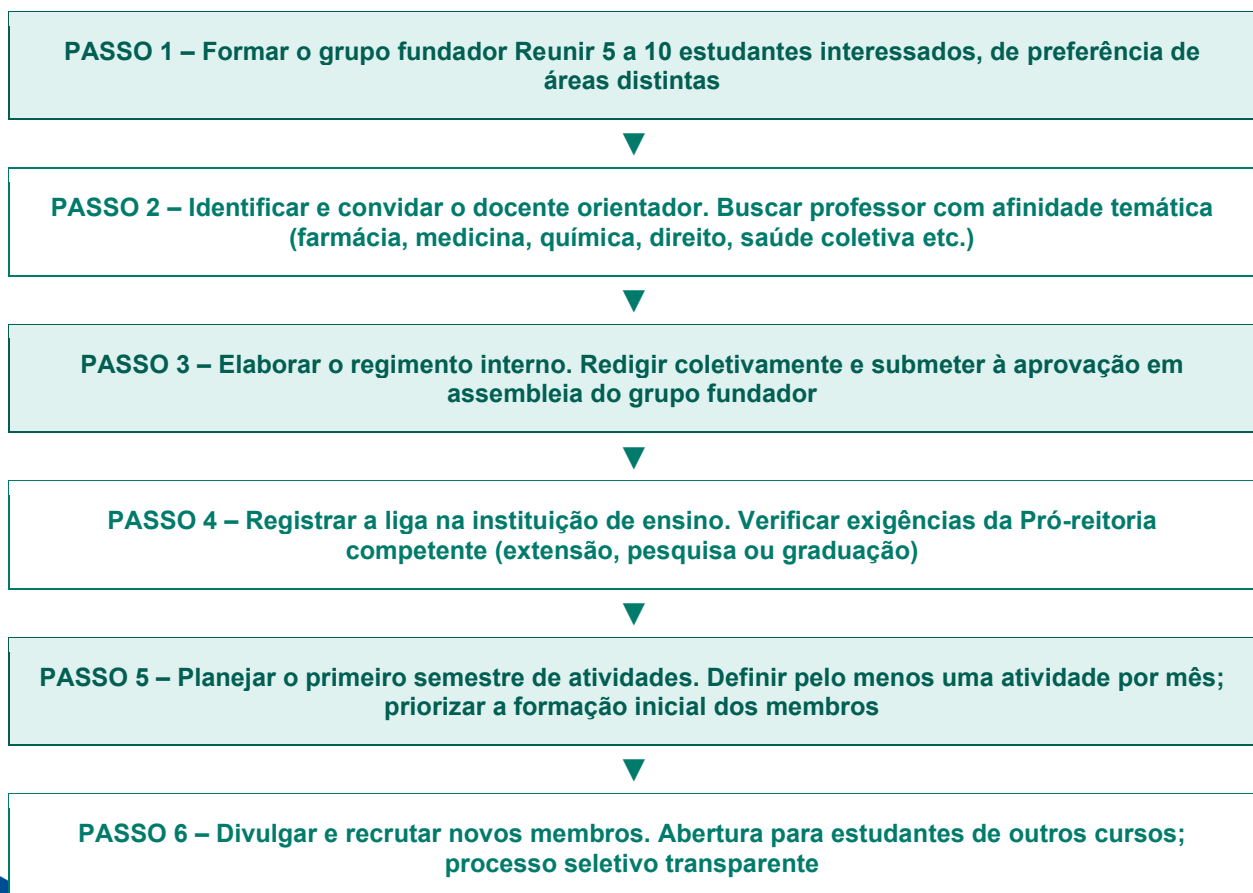 PASSO 1 – Formar o grupo fundador Reunir 5 a 10 estudantes interessados, de preferência de
áreas distintas
PASSO 2 – Identificar e convidar o docente orientador. Buscar professor com afinidade temática
(farmácia, medicina, química, direito, saúde coletiva etc.)
PASSO 3 – Elaborar o regimento interno. Redigir coletivamente e submeter à aprovação em
assembleia do grupo fundador
PASSO 4 – Registrar a liga na instituição de ensino. Verificar exigências da Pró-reitoria
competente (extensão, pesquisa ou graduação)
PASSO 5 – Planejar o primeiro semestre de atividades. Definir pelo menos uma atividade por mês;
priorizar a formação inicial dos membros
PASSO 6 – Divulgar e recrutar novos membros. Abertura para estudantes de outros cursos;
processo seletivo transparente